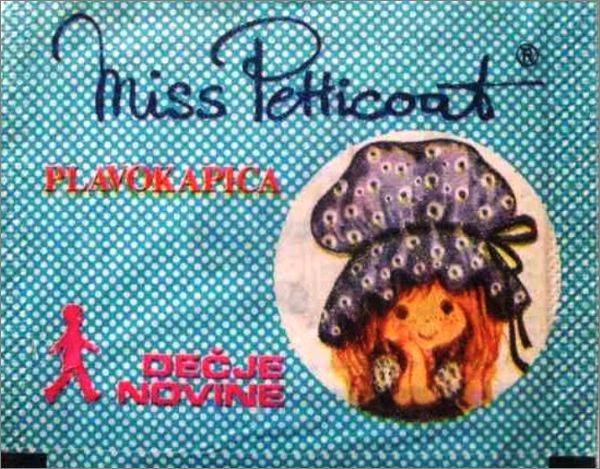 Miss Petticoat®
PLAVOKAPICA
DEČJE
NOVINE